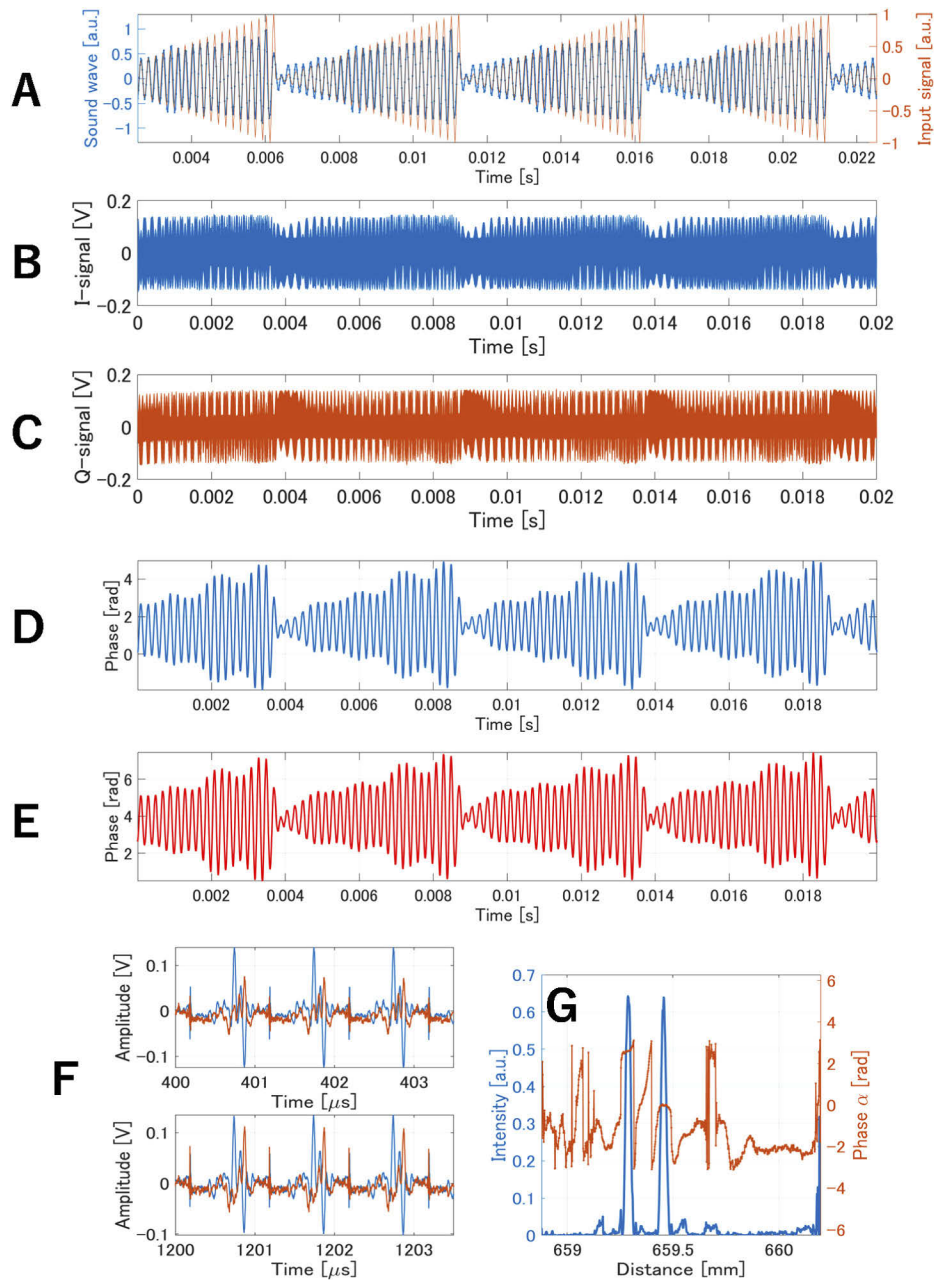 A
Sound wave [a.u.]
1
0.5
0
-0.5
-1
Input signal [a.u.]
1
0.5
0
-0.5
-1
0.004 0.006 0.008 0.01 0.012 0.014 0.016 0.018 0.02 0.022
Time [s]
B
I-signal [V]
0.2
0
-0.2
0 0.002 0.004 0.006 0.008 0.01 0.012 0.014 0.016 0.018 0.02
Time [s]
C
Q-signal [V]
0.2
0
-0.2
0 0.002 0.004 0.006 0.008 0.01 0.012 0.014 0.016 0.018 0.02
Time [s]
D
Phase [rad]
4
2
0
0.002 0.004 0.006 0.008 0.01 0.012 0.014 0.016 0.018
Time [s]
E
Phase [rad]
6
4
2
0.002 0.004 0.006 0.008 0.01 0.012 0.014 0.016 0.018
Time [s]
F
Amplitude [V]
0.1
0
-0.1
400 401 402 403
Time [μs]
Amplitude [V]
0.1
0
-0.1
1200 1201 1202 1203
Time [μs]
G
Intensity [a.u.]
0.7
0.6
0.5
0.4
0.3
0.2
0.1
0
Phase α [rad]
6
4
2
0
-2
-4
-6
659 659.5 660
Distance [mm]